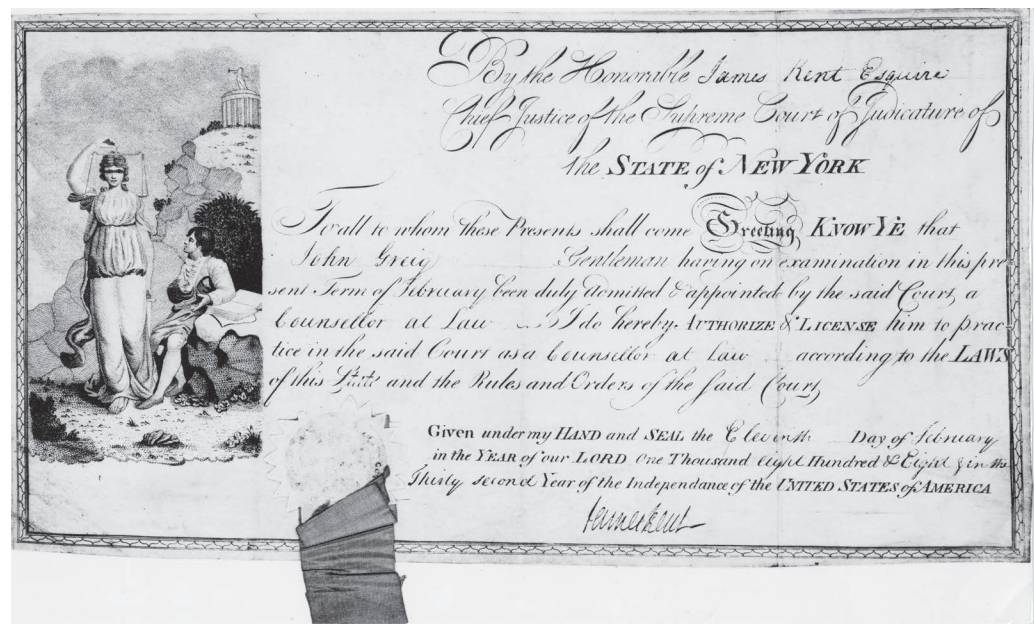 By the Honorable James Kent Esquire
Chief Justice of the Supreme Court of Judicature of
the STATE of NEW YORK
To all to whom these Presents shall come Greeting KNOW YE that
John Greig Gentleman having on examination in this pre-
sent Term of February been duly admitted & appointed by the said Court, a
Counsellor at Law I do hereby AUTHORIZE & LICENSE him to prac-
tice in the said Court as a Counsellor at Law according to the LAWS
of this State and the Rules and Orders of the said Court,
Given under my HAND and SEAL the Eleventh Day of February
in the YEAR of our LORD One Thousand eight Hundred & Eight & in the
Thirty second Year of the Independance of the UNITED STATES of AMERICA
James Kent